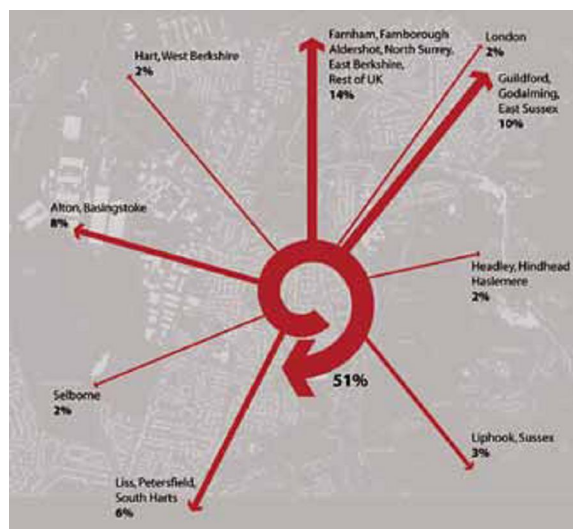 Farnham, Farnborough
Aldershot, North Surrey,
East Berkshire,
Rest of UK
14%
London
2%
Hart, West Berkshire
2%
Guildford,
Godalming,
East Sussex
10%
Alton, Basingstoke
8%
Headley, Hindhead
Haslemere
2%
51%
Selborne
2%
Liphook, Sussex
3%
Liss, Petersfield,
South Harts
6%